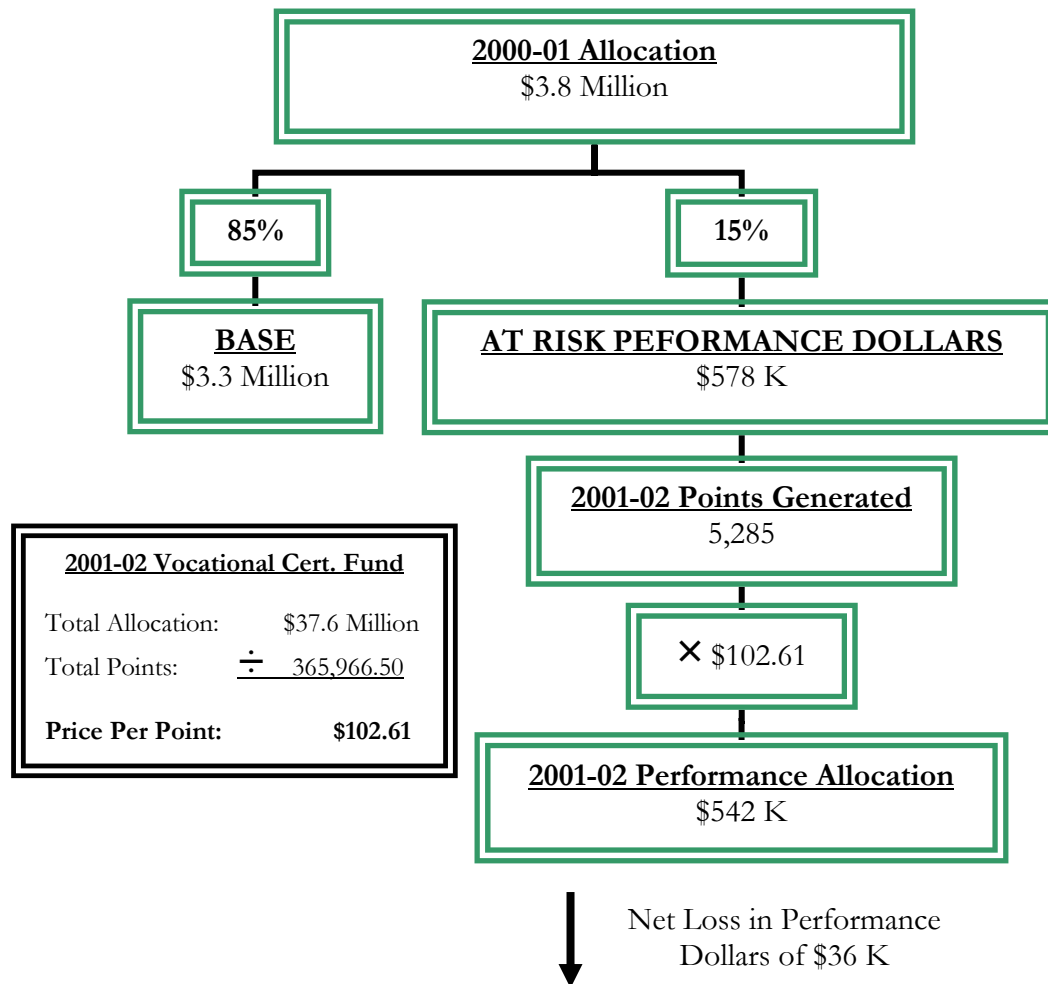 2000-01 Allocation
$3.8 Million
85%
15%
BASE
$3.3 Million
AT RISK PEFORMANCE DOLLARS
$578 K
2001-02 Points Generated
5,285
× $102.61
2001-02 Vocational Cert. Fund
Total Allocation: $37.6 Million
Total Points: ÷ 365,966.50
Price Per Point: $102.61
2001-02 Performance Allocation
$542 K
Net Loss in Performance
Dollars of $36 K